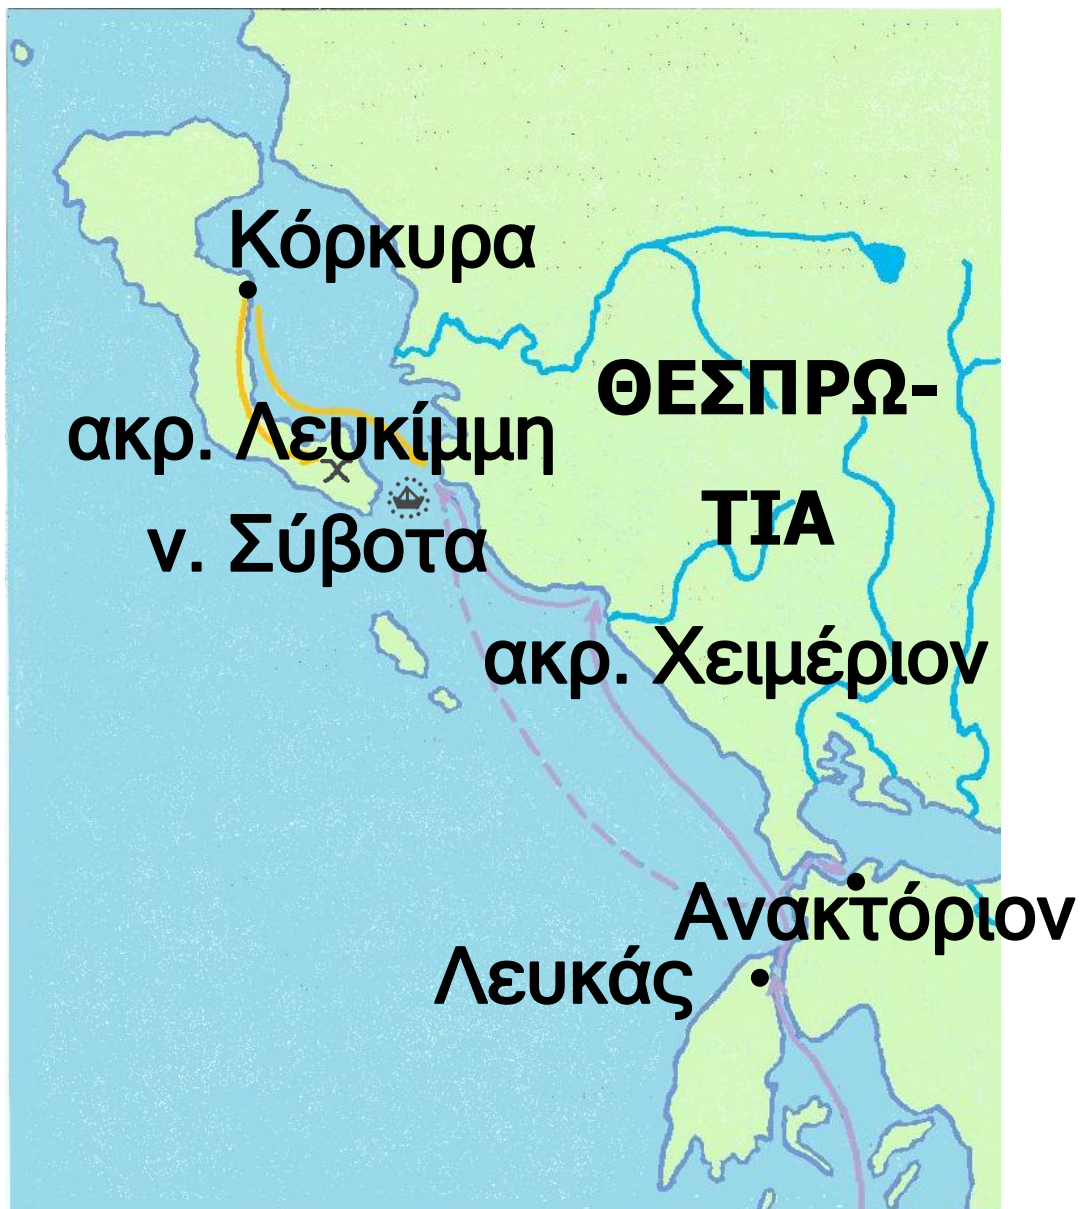 Κόρκυρα
ΘΕΣΠΡΩ-
ακρ. Λευκίμμη
ΤΙΑ
ν. Σύβοτα
ακρ. Χειμέριον
Ανακτόριον
Λευκάς